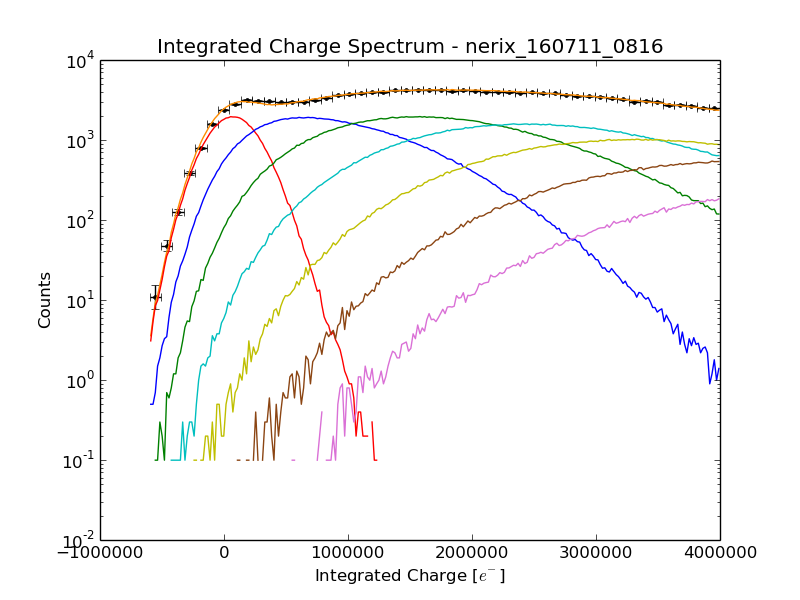 Integrated Charge Spectrum - nerix_160711_0816
10^4
10^3
10^2
10^1
10^0
10^-1
10^-2
Counts
−1000000 0 1000000 2000000 3000000 4000000
Integrated Charge [e^−]